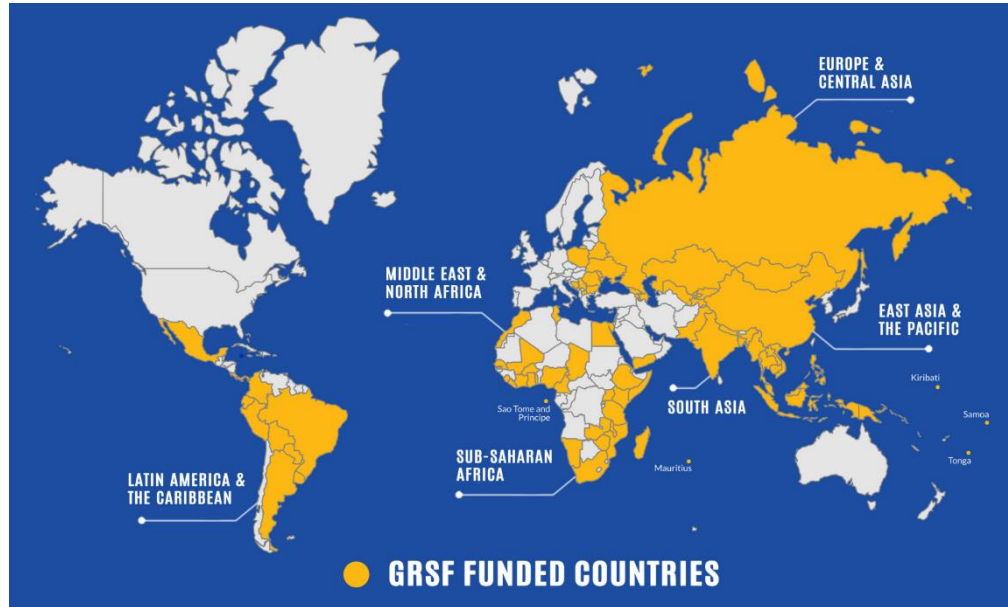 EUROPE &
CENTRAL ASIA
MIDDLE EAST &
NORTH AFRICA
EAST ASIA &
THE PACIFIC
Kiribati
SOUTH ASIA
Sao Tome and
Principe
Samoa
SUB-SAHARAN
AFRICA
Mauritius
Tonga
LATIN AMERICA &
THE CARIBBEAN
GRSF FUNDED COUNTRIES